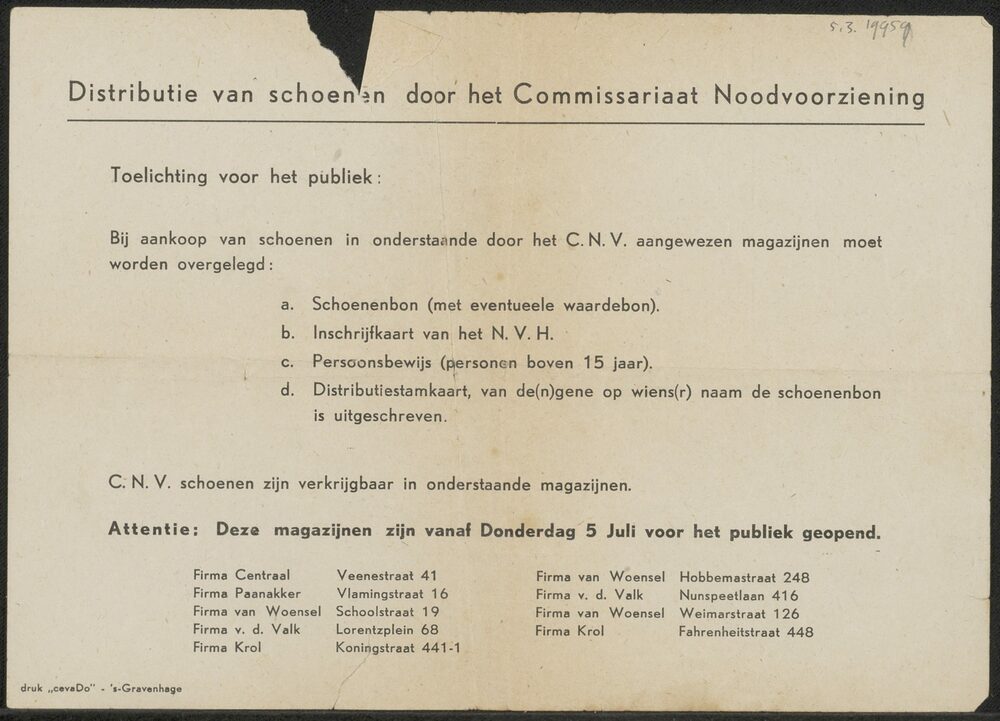 5.3. 1995g
Distributie van schoenen door het Commissariaat Noodvoorziening
Toelichting voor het publiek:
Bij aankoop van schoenen in onderstaande door het C. N. V. aangewezen magazijnen moet
worden overgelegd:
a. Schoenenbon (met eventueele waardebon).
b. Inschrijfkaart van het N. V. H.
c. Persoonsbewijs (personen boven 15 jaar).
d. Distributiestamkaart, van de(n)gene op wiens(r) naam de schoenenbon
is uitgeschreven.
C. N. V. schoenen zijn verkrijgbaar in onderstaande magazijnen.
Attentie: Deze magazijnen zijn vanaf Donderdag 5 Juli voor het publiek geopend.
Firma Centraal Veenestraat 41
Firma Paanakker Vlamingstraat 16
Firma van Woensel Schoolstraat 19
Firma v. d. Valk Lorentzplein 68
Firma Krol Koningstraat 441-1
Firma van Woensel Hobbemastraat 248
Firma v. d. Valk Nunspeetlaan 416
Firma van Woensel Weimarstraat 126
Firma Krol Fahrenheitstraat 448
druk „cevaDo" - 's-Gravenhage